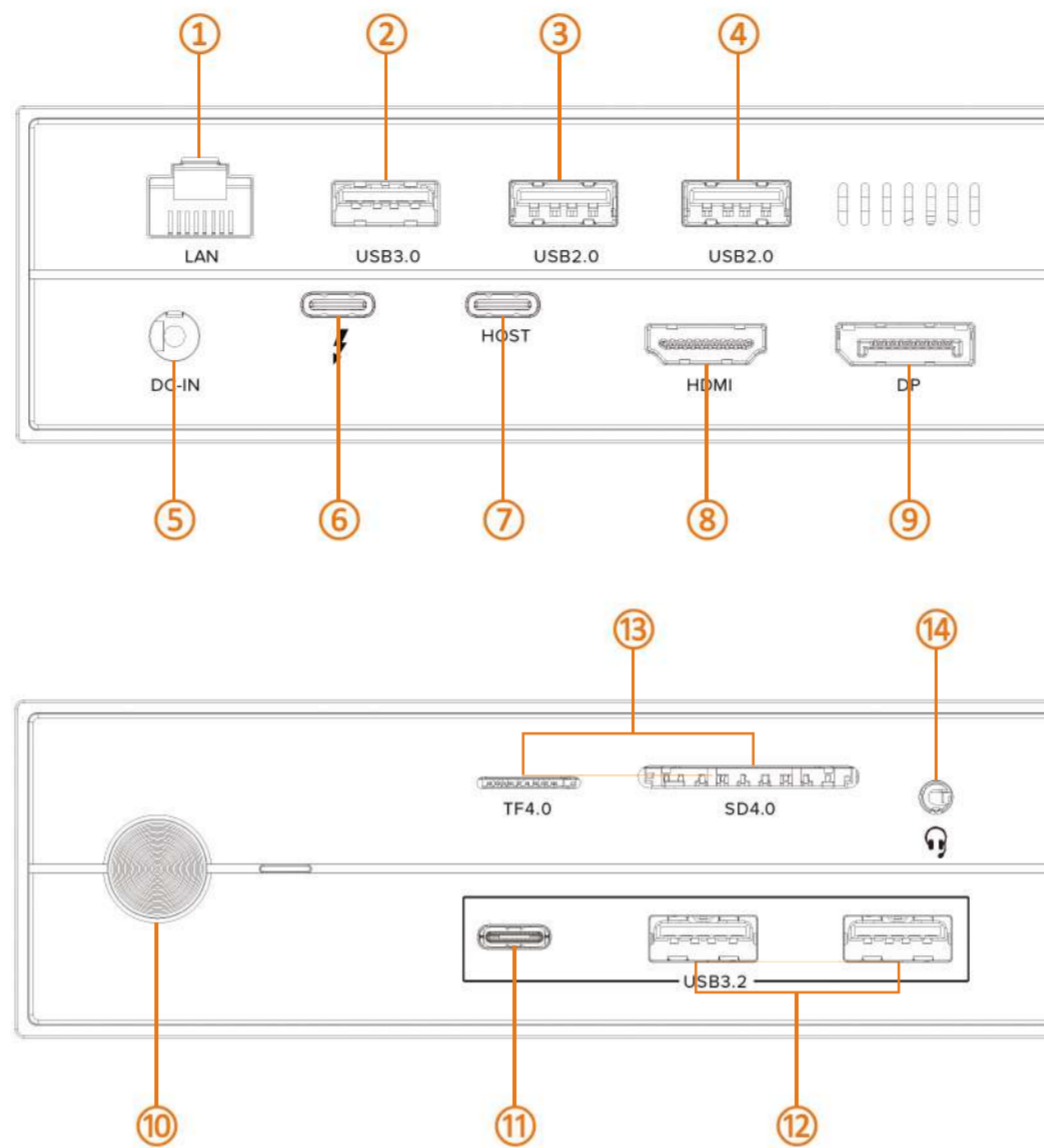 ① ② ③ ④
LAN USB3.0 USB2.0 USB2.0
HOST
DC-IN HDMI DP
⑤ ⑥ ⑦ ⑧ ⑨
⑬ ⑭
TF4.0 SD4.0
USB3.2
⑩ ⑪ ⑫